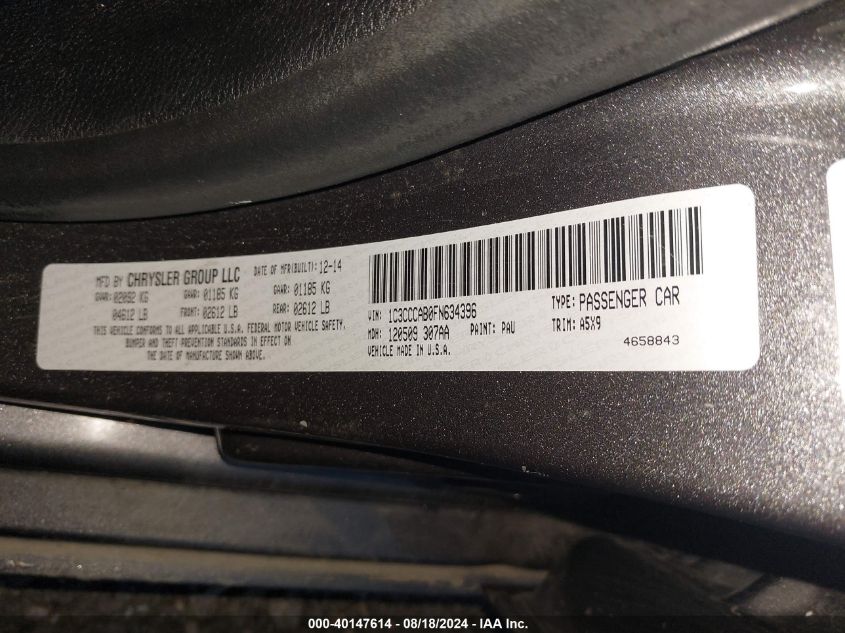 MFD BY CHRYSLER GROUP LLC DATE OF MFR(BUILT): 12-14
GVWR: 02092 KG GAWR: 01185 KG GAWR: 01185 KG
04612 LB FRONT: 02612 LB REAR: 02612 LB
THIS VEHICLE CONFORMS TO ALL APPLICABLE U.S.A. FEDERAL MOTOR VEHICLE SAFETY,
BUMPER AND THEFT PREVENTION STANDARDS IN EFFECT ON
THE DATE OF MANUFACTURE SHOWN ABOVE.
VIN: 1C3CCCAB0FN634396 TYPE: PASSENGER CAR
MDH: 120509 307AA PAINT: PAU TRIM: A5X9
VEHICLE MADE IN U.S.A. 4658843
000-40147614 - 08/18/2024 - IAA Inc.